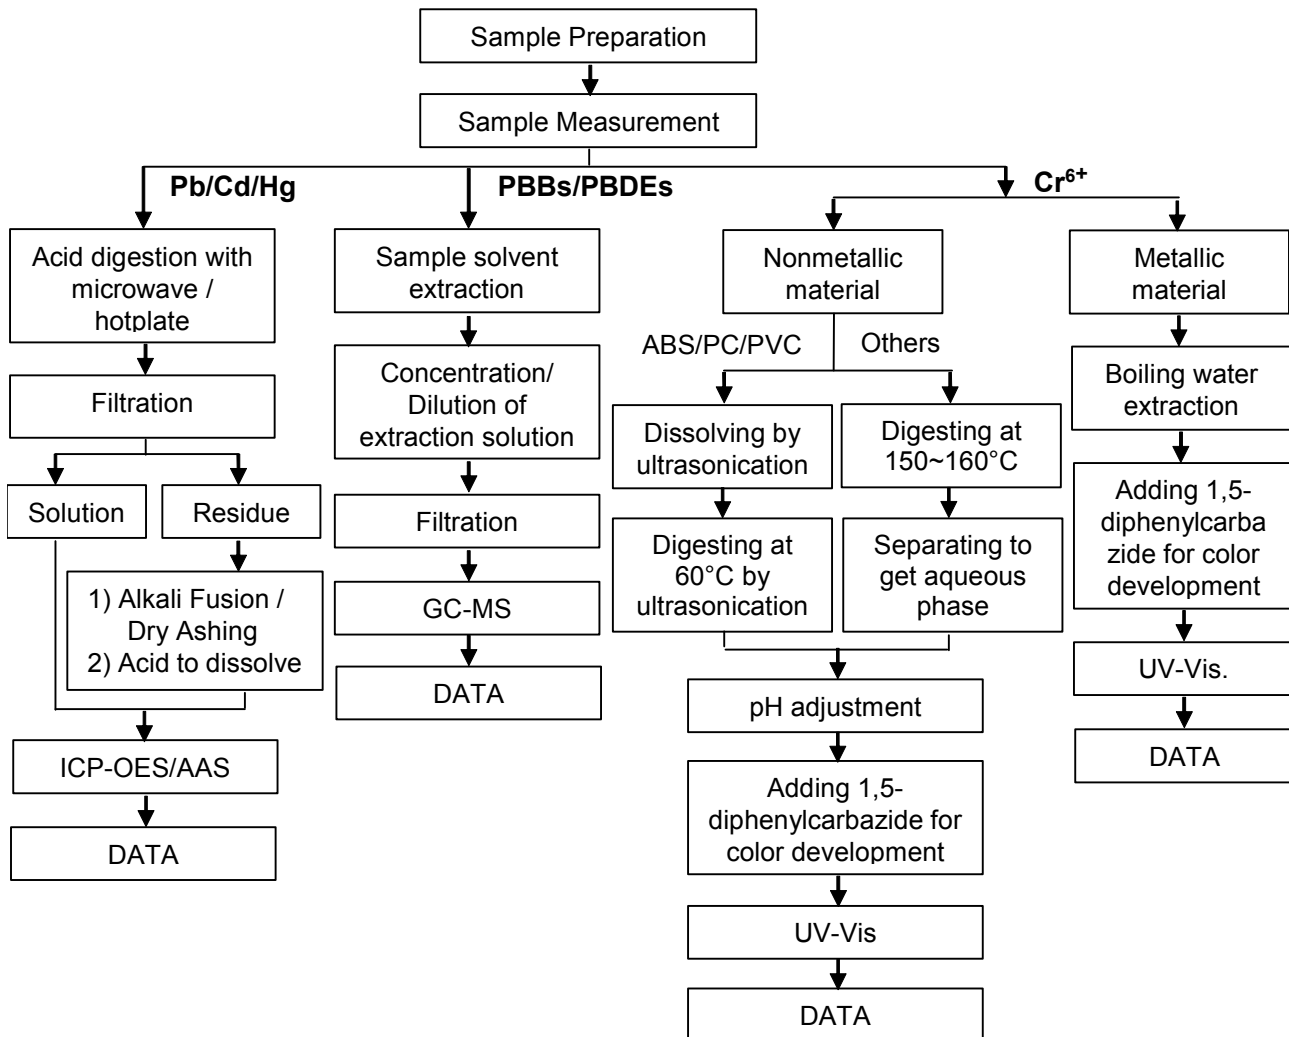 Sample Preparation
Sample Measurement
Pb/Cd/Hg
PBBs/PBDEs
Cr⁶⁺
Acid digestion with
microwave /
hotplate
Filtration
Solution
Residue
1) Alkali Fusion /
Dry Ashing
2) Acid to dissolve
ICP-OES/AAS
DATA
Sample solvent
extraction
Concentration/
Dilution of
extraction solution
Filtration
GC-MS
DATA
Nonmetallic
material
ABS/PC/PVC
Others
Dissolving by
ultrasonication
Digesting at
60°C by
ultrasonication
Digesting at
150~160°C
Separating to
get aqueous
phase
pH adjustment
Adding 1,5-
diphenylcarbazide for
color development
UV-Vis
DATA
Metallic
material
Boiling water
extraction
Adding 1,5-
diphenylcarba
zide for color
development
UV-Vis.
DATA